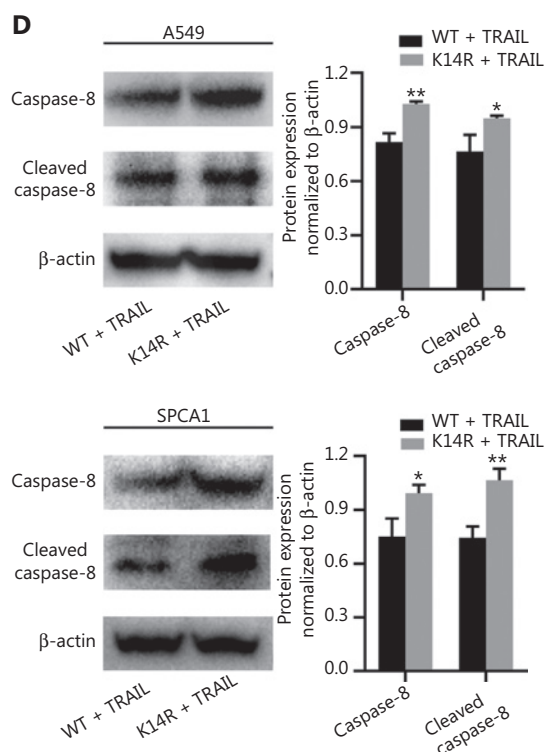 D
A549
Caspase-8
Cleaved
caspase-8
β-actin
WT + TRAIL
K14R + TRAIL
WT + TRAIL
K14R + TRAIL
Protein expression
normalized to β-actin
1.2
0.9
0.6
0.3
0.0
**
*
Caspase-8
Cleaved
caspase-8
SPCA1
Caspase-8
Cleaved
caspase-8
β-actin
WT + TRAIL
K14R + TRAIL
WT + TRAIL
K14R + TRAIL
Protein expression
normalized to β-actin
1.2
0.9
0.6
0.3
0.0
*
**
Caspase-8
Cleaved
caspase-8